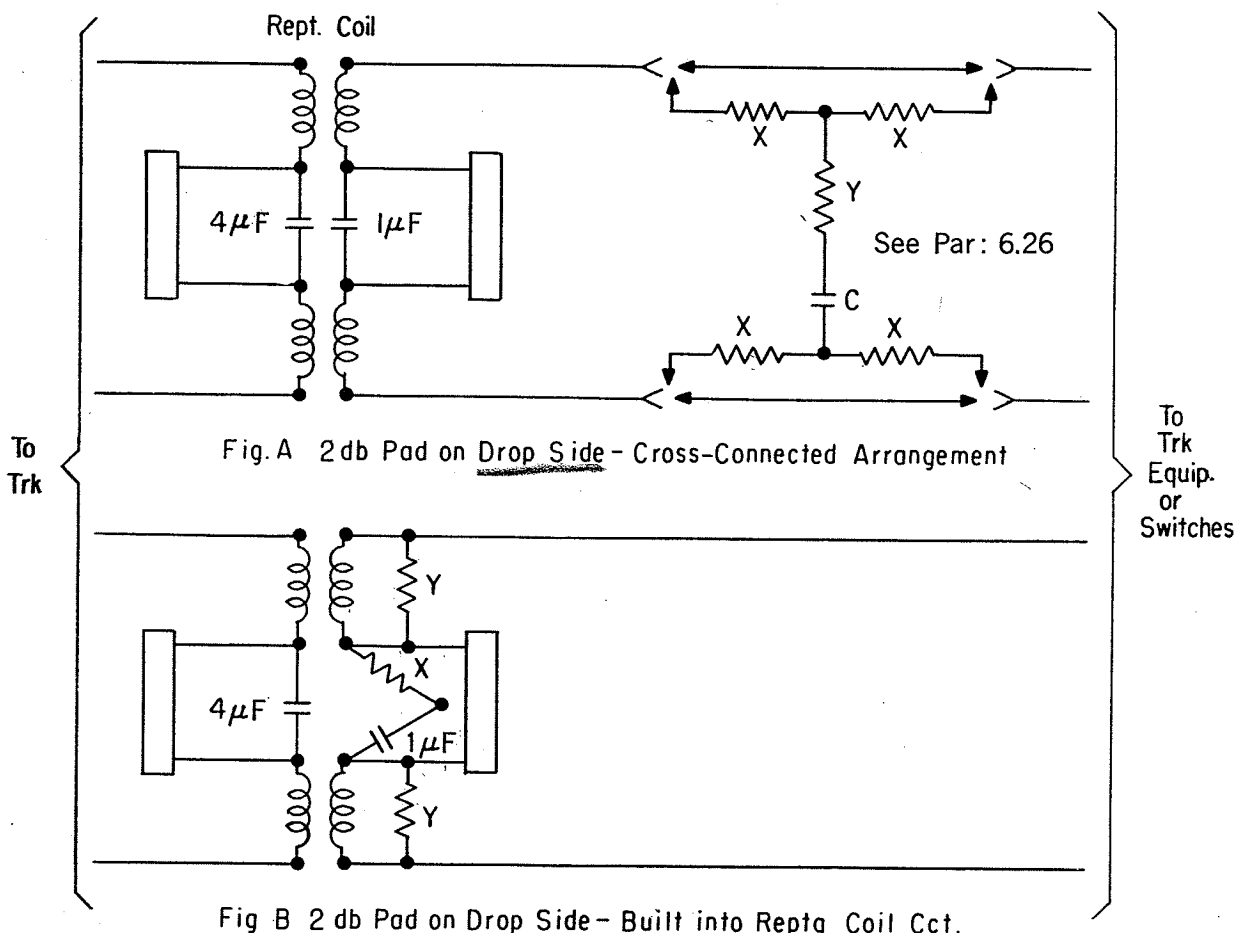 Rept. Coil
4μF
1μF
X
X
Y
See Par: 6.26
C
X
X
To
Trk
Fig. A 2 db Pad on Drop Side - Cross-Connected Arrangement
To
Trk
Equip.
or
Switches
Y
X
4μF
1μF
Y
Fig B 2 db Pad on Drop Side - Built into Reptg Coil Cct.